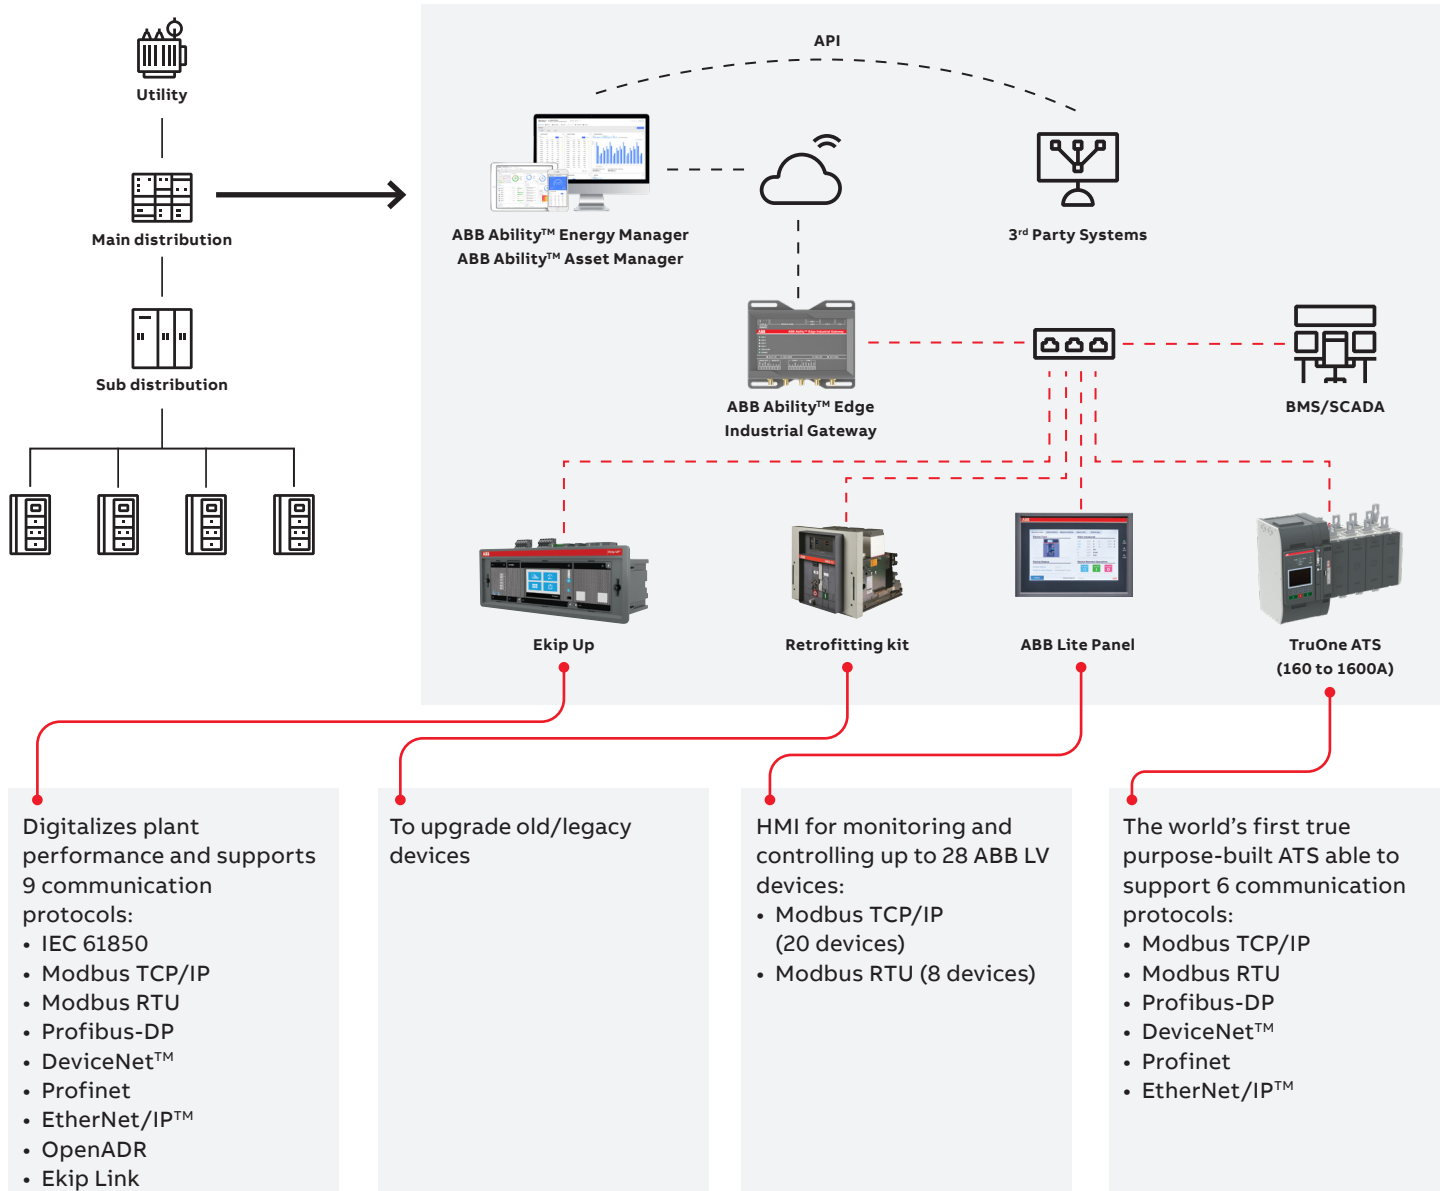 Utility
Main distribution
Sub distribution
API
ABB Ability™ Energy Manager
ABB Ability™ Asset Manager
3rd Party Systems
ABB Ability™ Edge Industrial Gateway
ABB Ability™ Edge
Industrial Gateway
BMS/SCADA
Ekip Up
Retrofitting kit
ABB Lite Panel
TruOne ATS
(160 to 1600A)
Digitalizes plant
performance and supports
9 communication
protocols:
• IEC 61850
• Modbus TCP/IP
• Modbus RTU
• Profibus-DP
• DeviceNet™
• Profinet
• EtherNet/IP™
• OpenADR
• Ekip Link
To upgrade old/legacy
devices
HMI for monitoring and
controlling up to 28 ABB LV
devices:
• Modbus TCP/IP
(20 devices)
• Modbus RTU (8 devices)
The world’s first true
purpose-built ATS able to
support 6 communication
protocols:
• Modbus TCP/IP
• Modbus RTU
• Profibus-DP
• DeviceNet™
• Profinet
• EtherNet/IP™